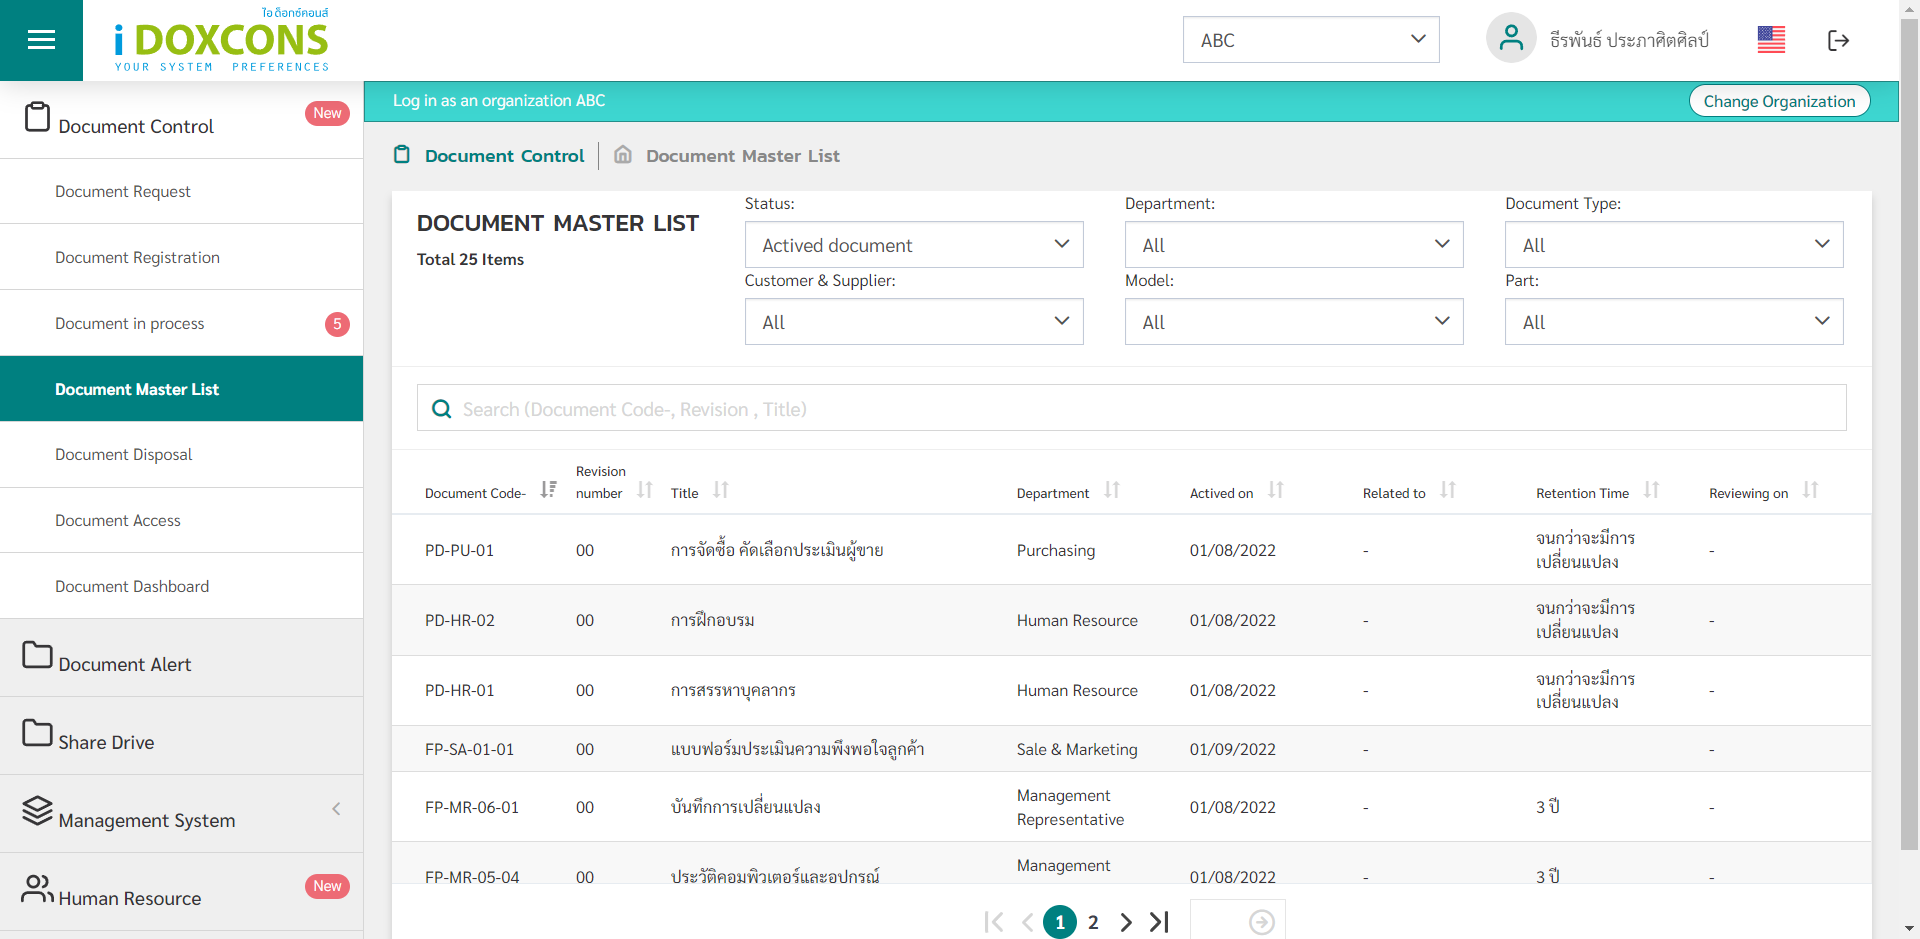 ไอ ด็อกซ์คอนส์
i DOXCONS
YOUR SYSTEM PREFERENCES
ABC
ธีรพันธ์ ประภาศิตศิลป์
Document Control
New
Document Request
Document Registration
Document in process
5
Document Master List
Document Disposal
Document Access
Document Dashboard
Document Alert
Share Drive
Management System
Human Resource
New
Log in as an organization ABC
Change Organization
Document Control
Document Master List
DOCUMENT MASTER LIST
Total 25 Items
Status:
Department:
Document Type:
Actived document
All
All
Customer & Supplier:
Model:
Part:
All
All
All
Search (Document Code-, Revision , Title)
Document Code-
Revision
number
Title
Department
Actived on
Related to
Retention Time
Reviewing on
PD-PU-01
00
การจัดซื้อ คัดเลือกประเมินผู้ขาย
Purchasing
01/08/2022
-
จนกว่าจะมีการ
เปลี่ยนแปลง
-
PD-HR-02
00
การฝึกอบรม
Human Resource
01/08/2022
-
จนกว่าจะมีการ
เปลี่ยนแปลง
-
PD-HR-01
00
การสรรหาบุคลากร
Human Resource
01/08/2022
-
จนกว่าจะมีการ
เปลี่ยนแปลง
-
FP-SA-01-01
00
แบบฟอร์มประเมินความพึงพอใจลูกค้า
Sale & Marketing
01/09/2022
-
-
FP-MR-06-01
00
บันทึกการเปลี่ยนแปลง
Management
Representative
01/08/2022
-
3 ปี
-
FP-MR-05-04
00
ประวัติคอมพิวเตอร์และอุปกรณ์
Management
01/08/2022
-
3 ปี
-
1
2